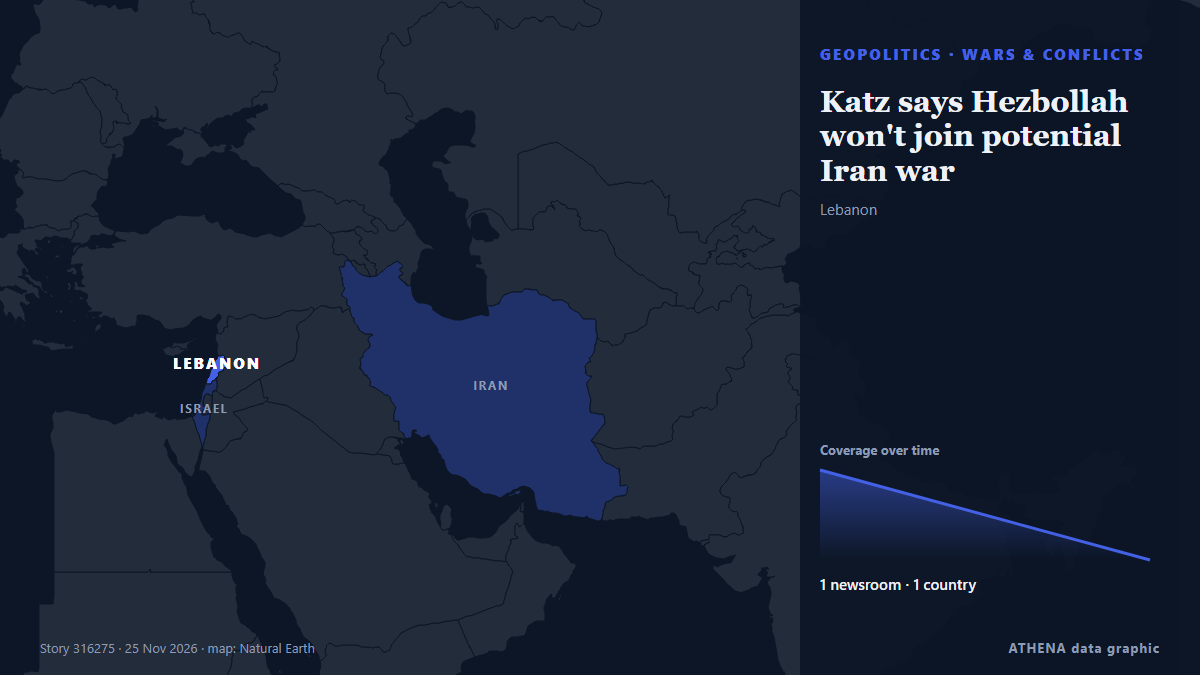 GEOPOLITICS · WARS & CONFLICTS
Katz says Hezbollah
won't join potential
Iran war
Lebanon
LEBANON
ISRAEL
IRAN
Coverage over time
1 newsroom · 1 country
Story 316275 · 25 Nov 2026 · map: Natural Earth
ATHENA data graphic